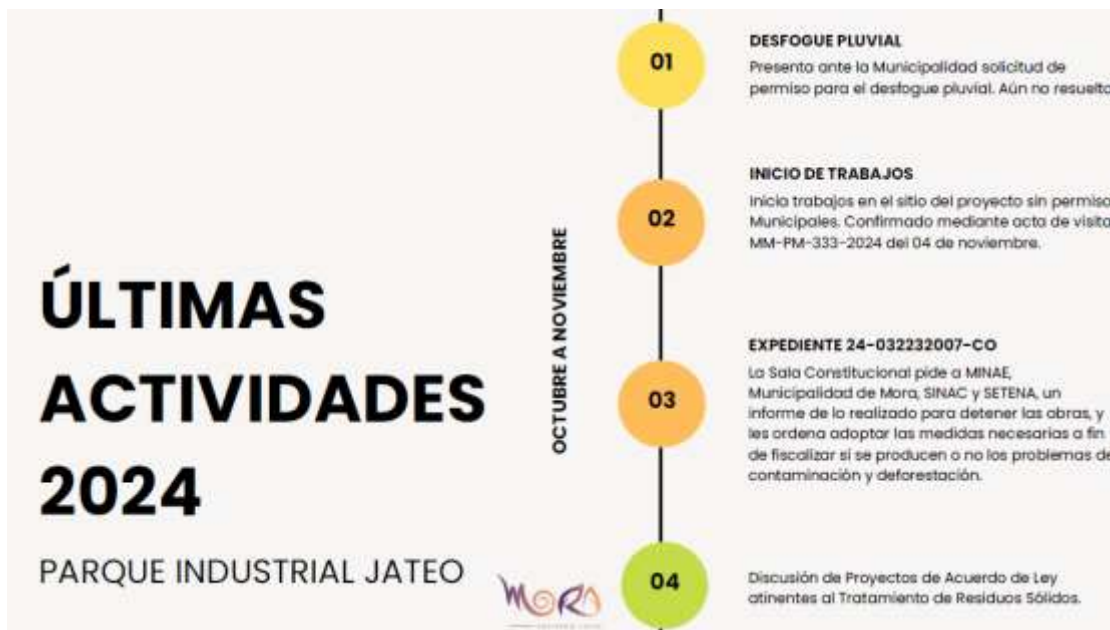 ÚLTIMAS
ACTIVIDADES
2024
PARQUE INDUSTRIAL JATEO
MORA
OCTUBRE A NOVIEMBRE
01
DESFOGUE PLUVIAL
Presenta ante la Municipalidad solicitud de
permiso para el desfogue pluvial. Aún no resuelto
02
INICIO DE TRABAJOS
Inicia trabajos en el sitio del proyecto sin permiso
Municipales. Confirmado mediante acta de visita
MM-PM-333-2024 del 04 de noviembre.
03
EXPEDIENTE 24-032232007-CO
La Sala Constitucional pide a MINAE,
Municipalidad de Mora, SINAC y SETENA, un
informe de lo realizado para detener las obras, y
les ordena adoptar las medidas necesarias a fin
de fiscalizar si se producen o no los problemas de
contaminación y deforestación.
04
Discusión de Proyectos de Acuerdo de Ley
atinentes al Tratamiento de Residuos Sólidos.